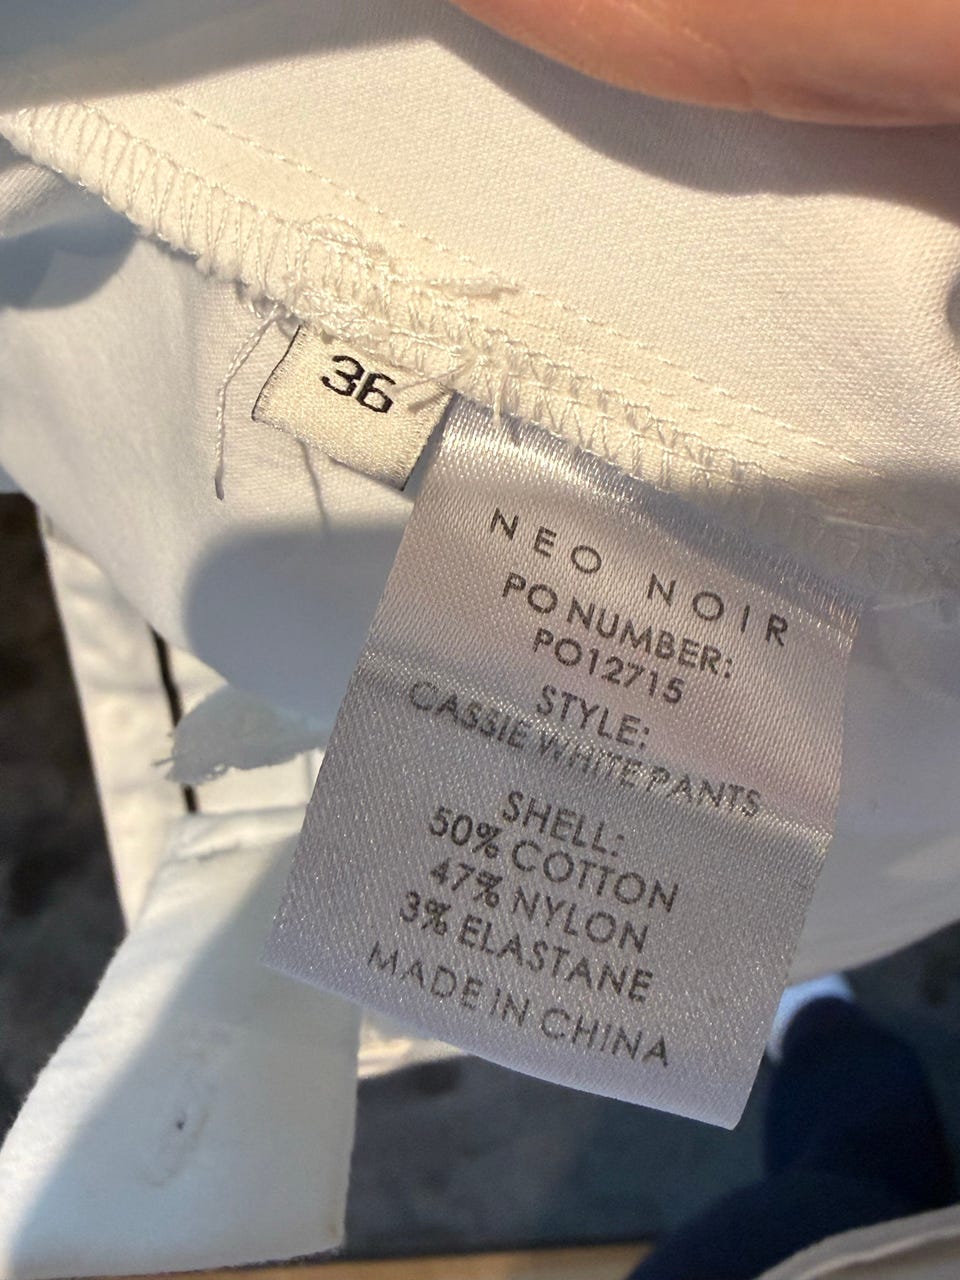 36
NEO NOIR
PO NUMBER:
PO12715
STYLE:
CASSIE WHITE PANTS
SHELL:
50% COTTON
47% NYLON
3% ELASTANE
MADE IN CHINA